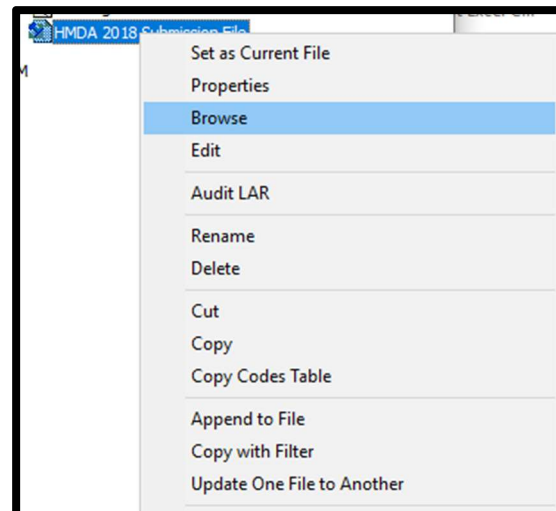 HMDA 2018 Submission File
M
Set as Current File
Properties
Browse
Edit
Audit LAR
Rename
Delete
Cut
Copy
Copy Codes Table
Append to File
Copy with Filter
Update One File to Another